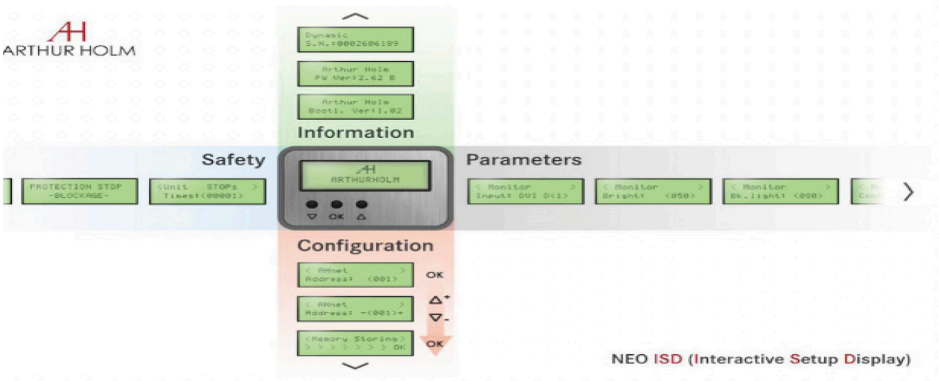 AH
ARTHUR HOLM
Dynamic
S.N.:0002606189
Arthur Holm
FW Ver:2.62 B
Arthur Holm
Bootl. Ver:1.02
Information
Safety
Parameters
PROTECTION STOP
-BLOCKAGE-
<Unit STOPs >
Times:<00001>
AH
ARTHURHOLM
OK
< Monitor >
Input: DVI D<1>
< Monitor >
Bright: <050>
< Monitor >
Bk.light: <080>
Configuration
< AHnet >
Address: <001>
OK
< AHnet >
Address: -<001>+
+
-
<Memory Storing>
> > > > > > > OK
OK
NEO ISD (Interactive Setup Display)